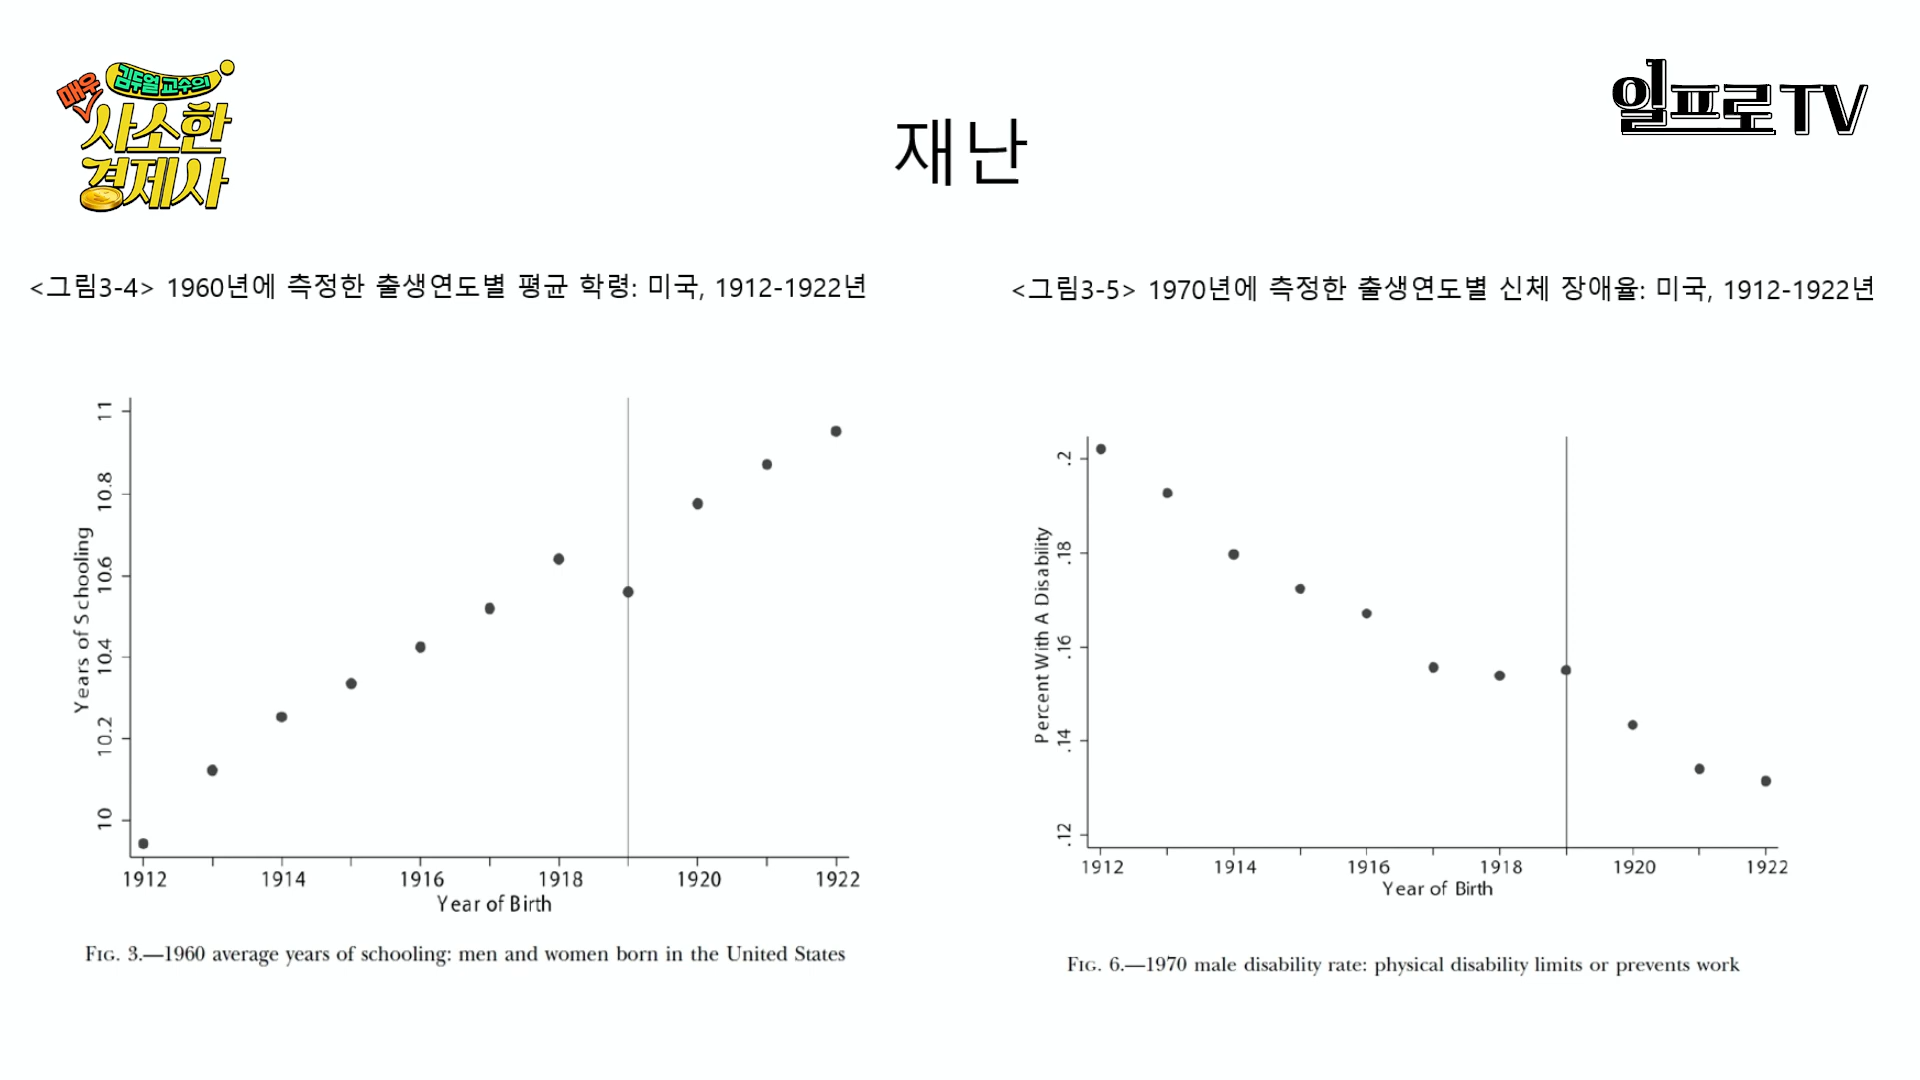 매우
김두얼 교수의
사소한
경제사
일프로TV
재난
<그림3-4> 1960년에 측정한 출생연도별 평균 학령: 미국, 1912-1922년
<그림3-5> 1970년에 측정한 출생연도별 신체 장애율: 미국, 1912-1922년
Years of Schooling
11
10.8
10.6
10.4
10.2
10
1912 1914 1916 1918 1920 1922
Year of Birth
FIG. 3.—1960 average years of schooling: men and women born in the United States
Percent With A Disability
.2
.18
.16
.14
.12
1912 1914 1916 1918 1920 1922
Year of Birth
FIG. 6.—1970 male disability rate: physical disability limits or prevents work